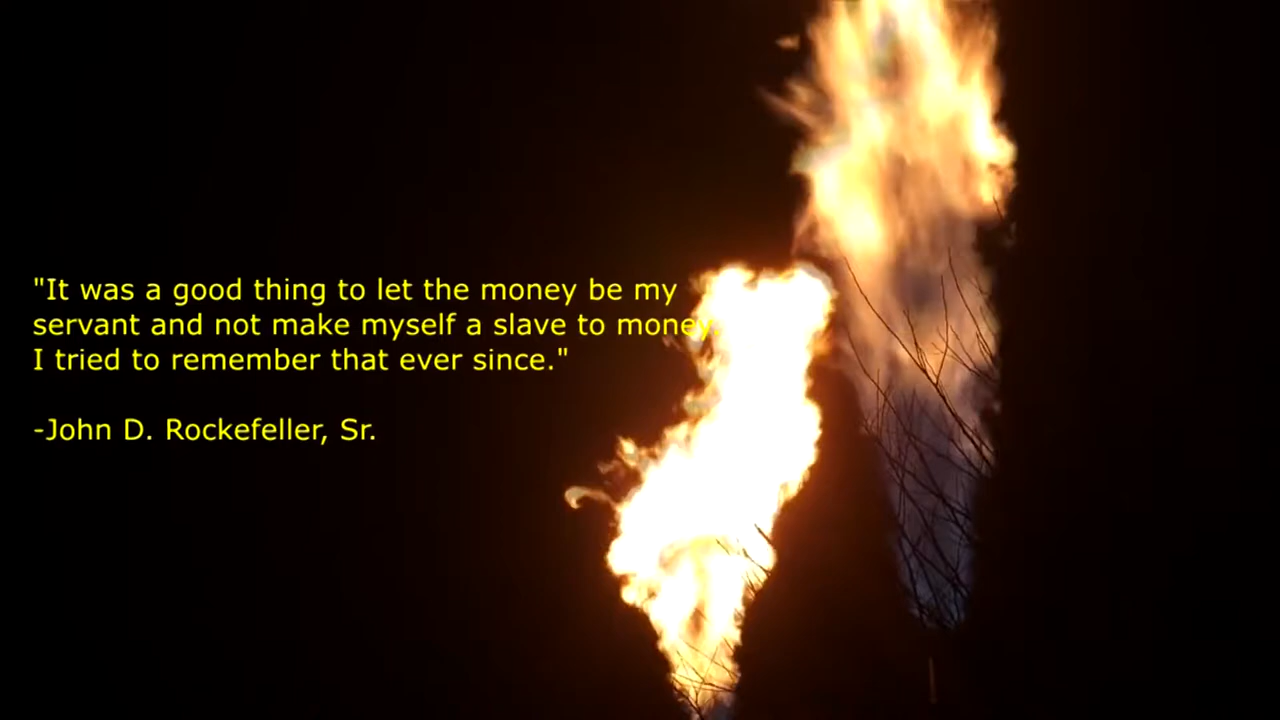 "It was a good thing to let the money be my
servant and not make myself a slave to money.
I tried to remember that ever since."
-John D. Rockefeller, Sr.